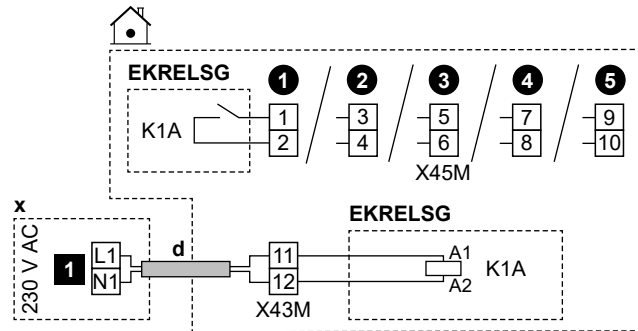 EKRELSG 1 2 3 4 5
K1A
1 3 5 7 9
2 4 6 8 10
X45M
x
230 V AC
1
L1
N1
d
11
12
X43M
EKRELSG
A1
A2
K1A